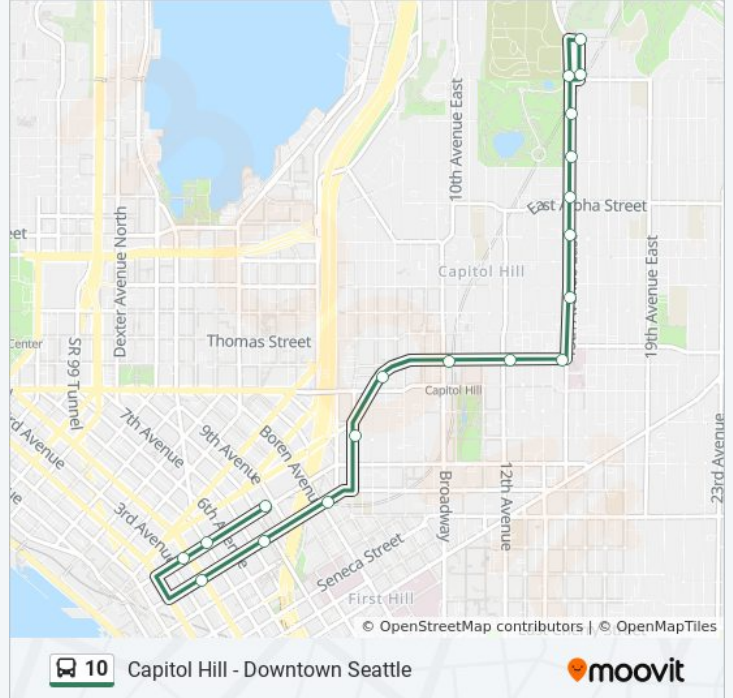 10th Avenue East
East Aloha Street
Dexter Avenue North
Capitol Hill
19th Avenue East
Thomas Street
SR 99 Tunnel
Capitol Hill
7th Avenue
9th Avenue
Boren Avenue
23rd Avenue
3rd Avenue
6th Avenue
Broadway
12th Avenue
Seneca Street
First Hill
© OpenStreetMap contributors | © OpenMapTiles
10 Capitol Hill - Downtown Seattle
moovit